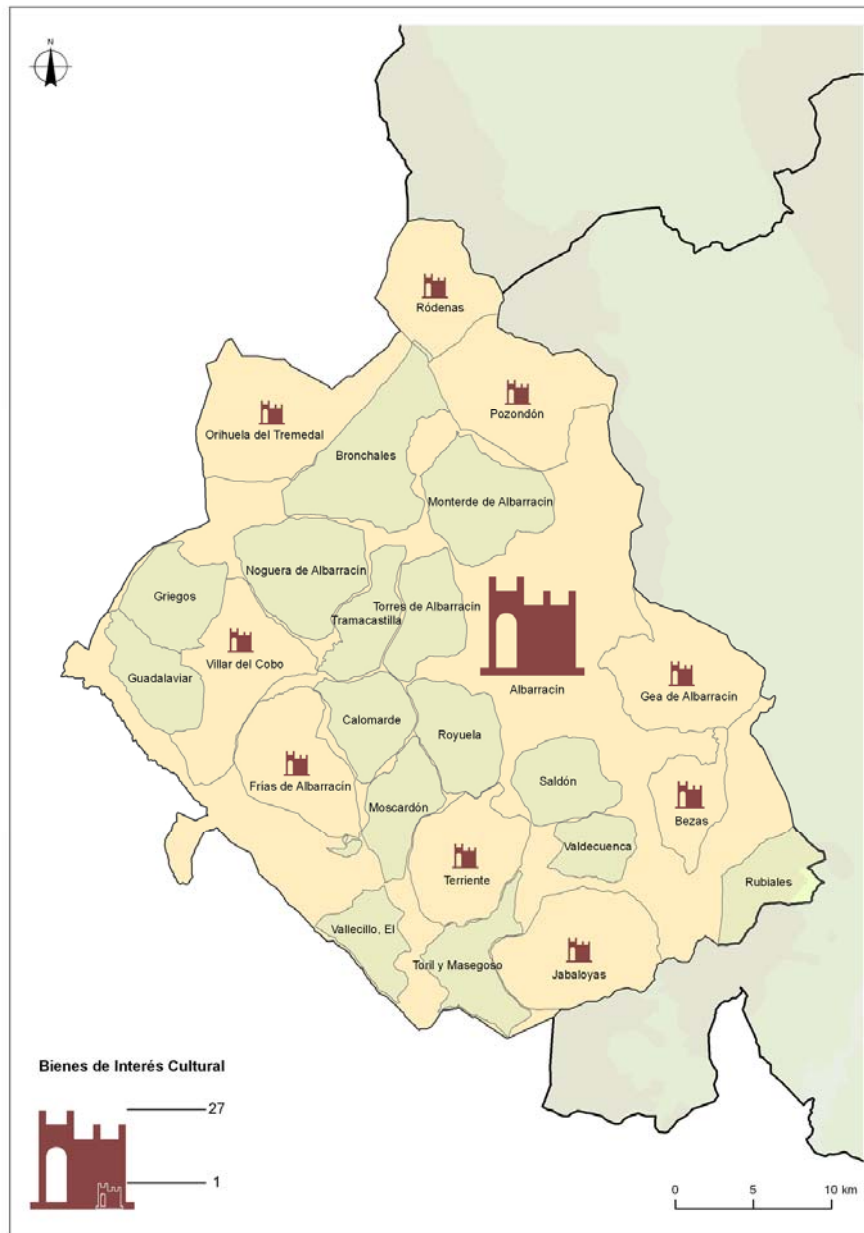 N
Ródenas
Pozondón
Orihuela del Tremedal
Bronchales
Monterde de Albarracín
Noguera de Albarracín
Griegos
Torres de Albarracín
Tramacastilla
Villar del Cobo
Guadalaviar
Albarracín
Gea de Albarracín
Calomarde
Royuela
Saldón
Frías de Albarracín
Moscardón
Bezas
Valdecuenca
Terriente
Rubiales
Vallecillo, El
Toril y Masegoso
Jabaloyas
Bienes de Interés Cultural
27
1
0 5 10 km